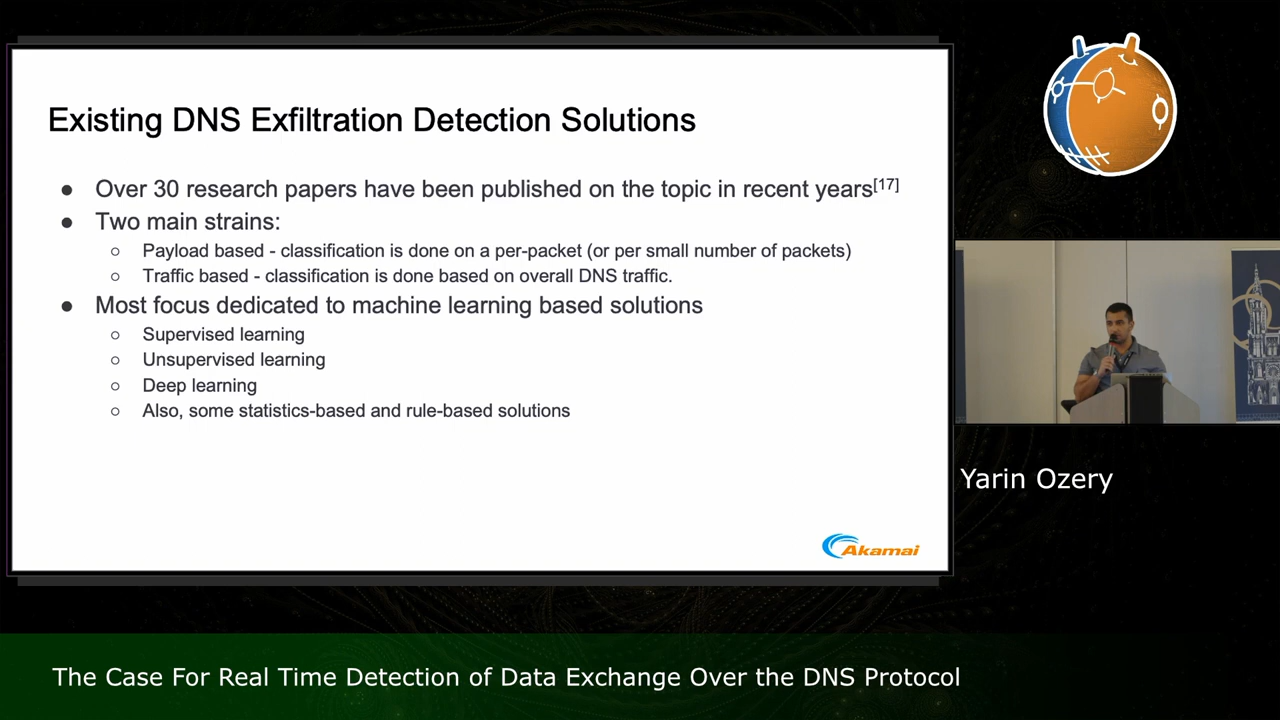 Existing DNS Exfiltration Detection Solutions
● Over 30 research papers have been published on the topic in recent years[17]
● Two main strains:
○ Payload based - classification is done on a per-packet (or per small number of packets)
○ Traffic based - classification is done based on overall DNS traffic.
● Most focus dedicated to machine learning based solutions
○ Supervised learning
○ Unsupervised learning
○ Deep learning
○ Also, some statistics-based and rule-based solutions
Akamai
Yarin Ozery
The Case For Real Time Detection of Data Exchange Over the DNS Protocol